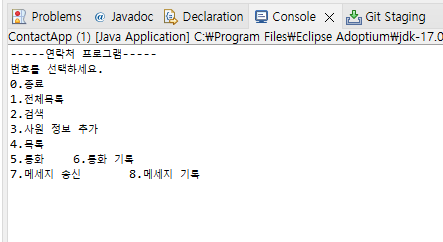 Problems @ Javadoc Declaration Console × Git Staging
ContactApp (1) [Java Application] C:₩Program Files₩Eclipse Adoptium₩jdk-17.0
-----연락처 프로그램-----
번호를 선택하세요.
0.종료
1.전체목록
2.검색
3.사원 정보 추가
4.목록
5.통화 6.통화 기록
7.메세지 송신 8.메세지 기록